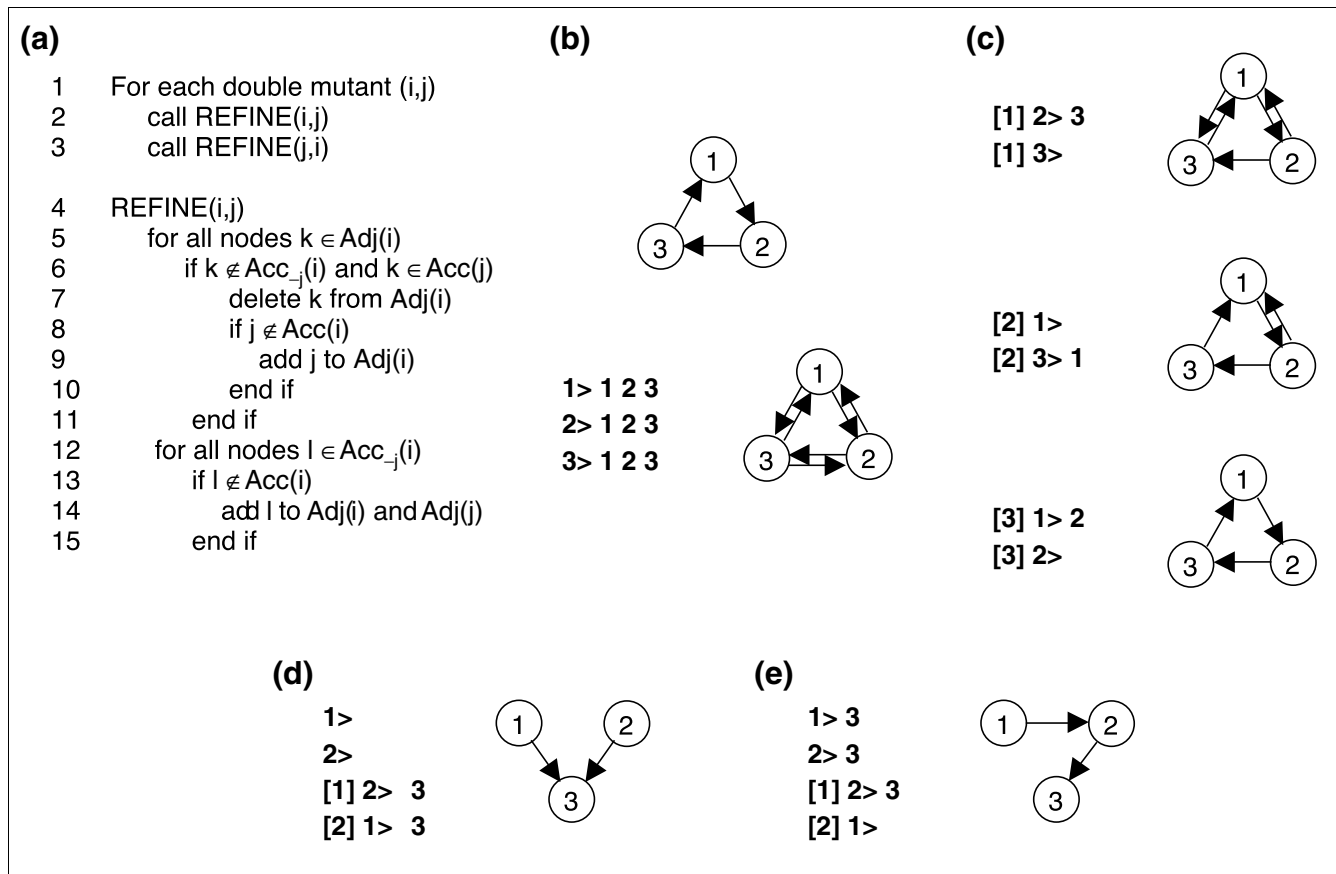 (a)
1 For each double mutant (i,j)
2 call REFINE(i,j)
3 call REFINE(j,i)
4 REFINE(i,j)
5 for all nodes k ∈ Adj(i)
6 if k ∉ Acc₋ⱼ(i) and k ∈ Acc(j)
7 delete k from Adj(i)
8 if j ∉ Acc(i)
9 add j to Adj(i)
10 end if
11 end if
12 for all nodes l ∈ Acc₋ⱼ(i)
13 if l ∉ Acc(i)
14 add l to Adj(i) and Adj(j)
15 end if
(b)
1
3
2
1> 1 2 3
2> 1 2 3
3> 1 2 3
1
3
2
(c)
[1] 2> 3
[1] 3>
1
3
2
[2] 1>
[2] 3> 1
1
3
2
[3] 1> 2
[3] 2>
1
3
2
(d)
1>
2>
[1] 2> 3
[2] 1> 3
1
2
3
(e)
1> 3
2> 3
[1] 2> 3
[2] 1>
1
2
3